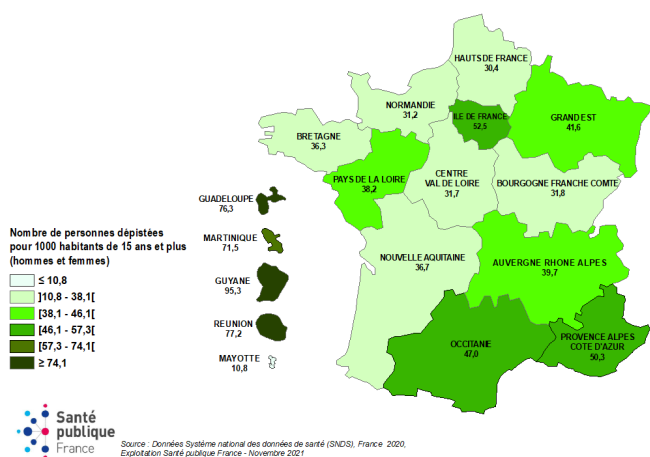 HAUTS DE FRANCE
30,4
NORMANDIE
31,2
ILE DE FRANCE
52,5
GRAND EST
41,6
BRETAGNE
36,3
PAYS DE LA LOIRE
38,2
CENTRE
VAL DE LOIRE
31,7
BOURGOGNE FRANCHE COMTE
31,8
GUADELOUPE
76,3
MARTINIQUE
71,5
GUYANE
95,3
REUNION
77,2
MAYOTTE
10,8
NOUVELLE AQUITAINE
36,7
AUVERGNE RHONE ALPES
39,7
OCCITANIE
47,0
PROVENCE ALPES
COTE D'AZUR
50,3
Nombre de personnes dépistées
pour 1000 habitants de 15 ans et plus
(hommes et femmes)
≤ 10,8
]10,8 - 38,1[
[38,1 - 46,1[
[46,1 - 57,3[
[57,3 - 74,1[
≥ 74,1
Santé
publique
France
Source : Données Système national des données de santé (SNDS), France 2020,
Exploitation Santé publique France - Novembre 2021